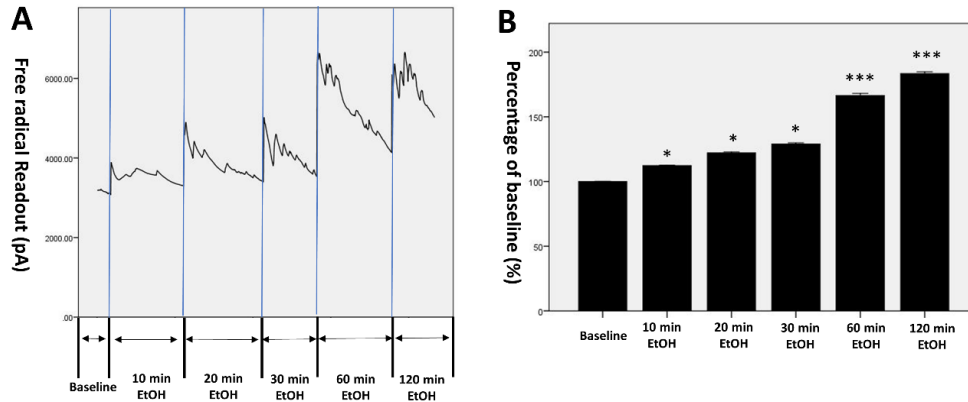 A
Free radical Readout (pA)
6000.00
4000.00
2000.00
.00
Baseline
10 min
EtOH
20 min
EtOH
30 min
EtOH
60 min
EtOH
120 min
EtOH
B
Percentage of baseline (%)
200
150
100
50
0
*
*
*
***
***
Baseline
10 min
EtOH
20 min
EtOH
30 min
EtOH
60 min
EtOH
120 min
EtOH